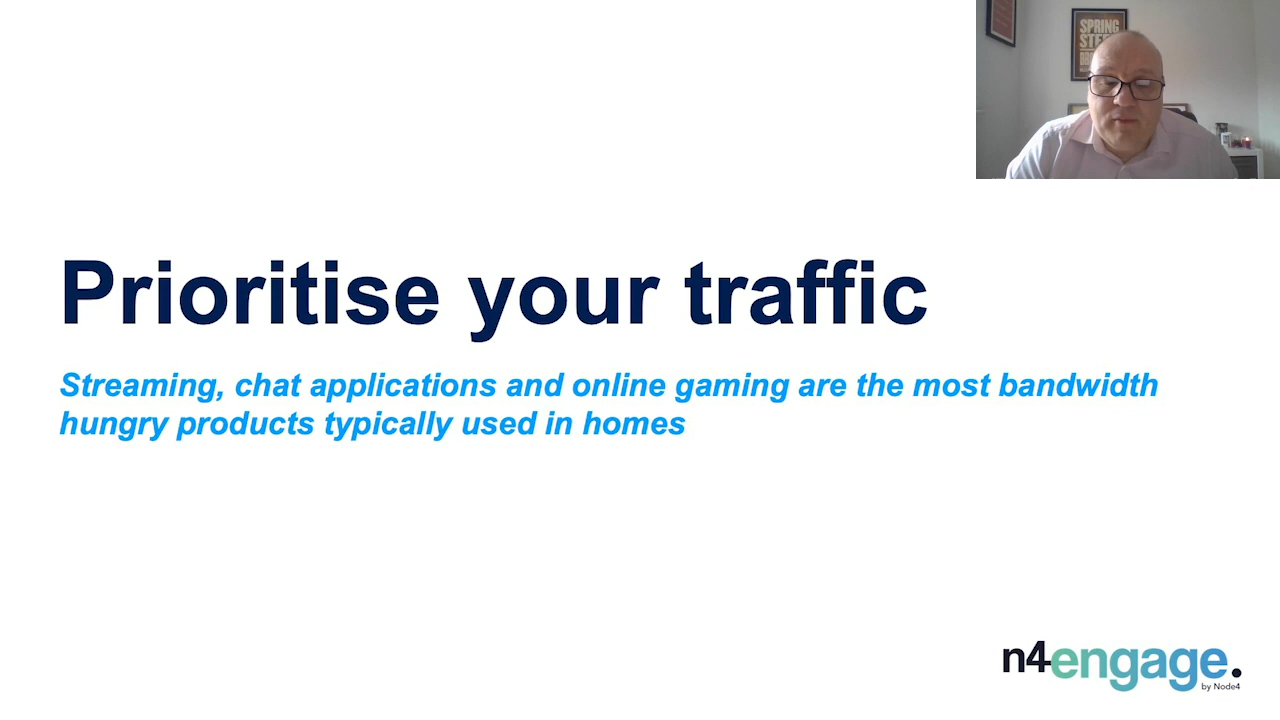 SPRING
Prioritise your traffic
Streaming, chat applications and online gaming are the most bandwidth
hungry products typically used in homes
n4engage.
by Node4